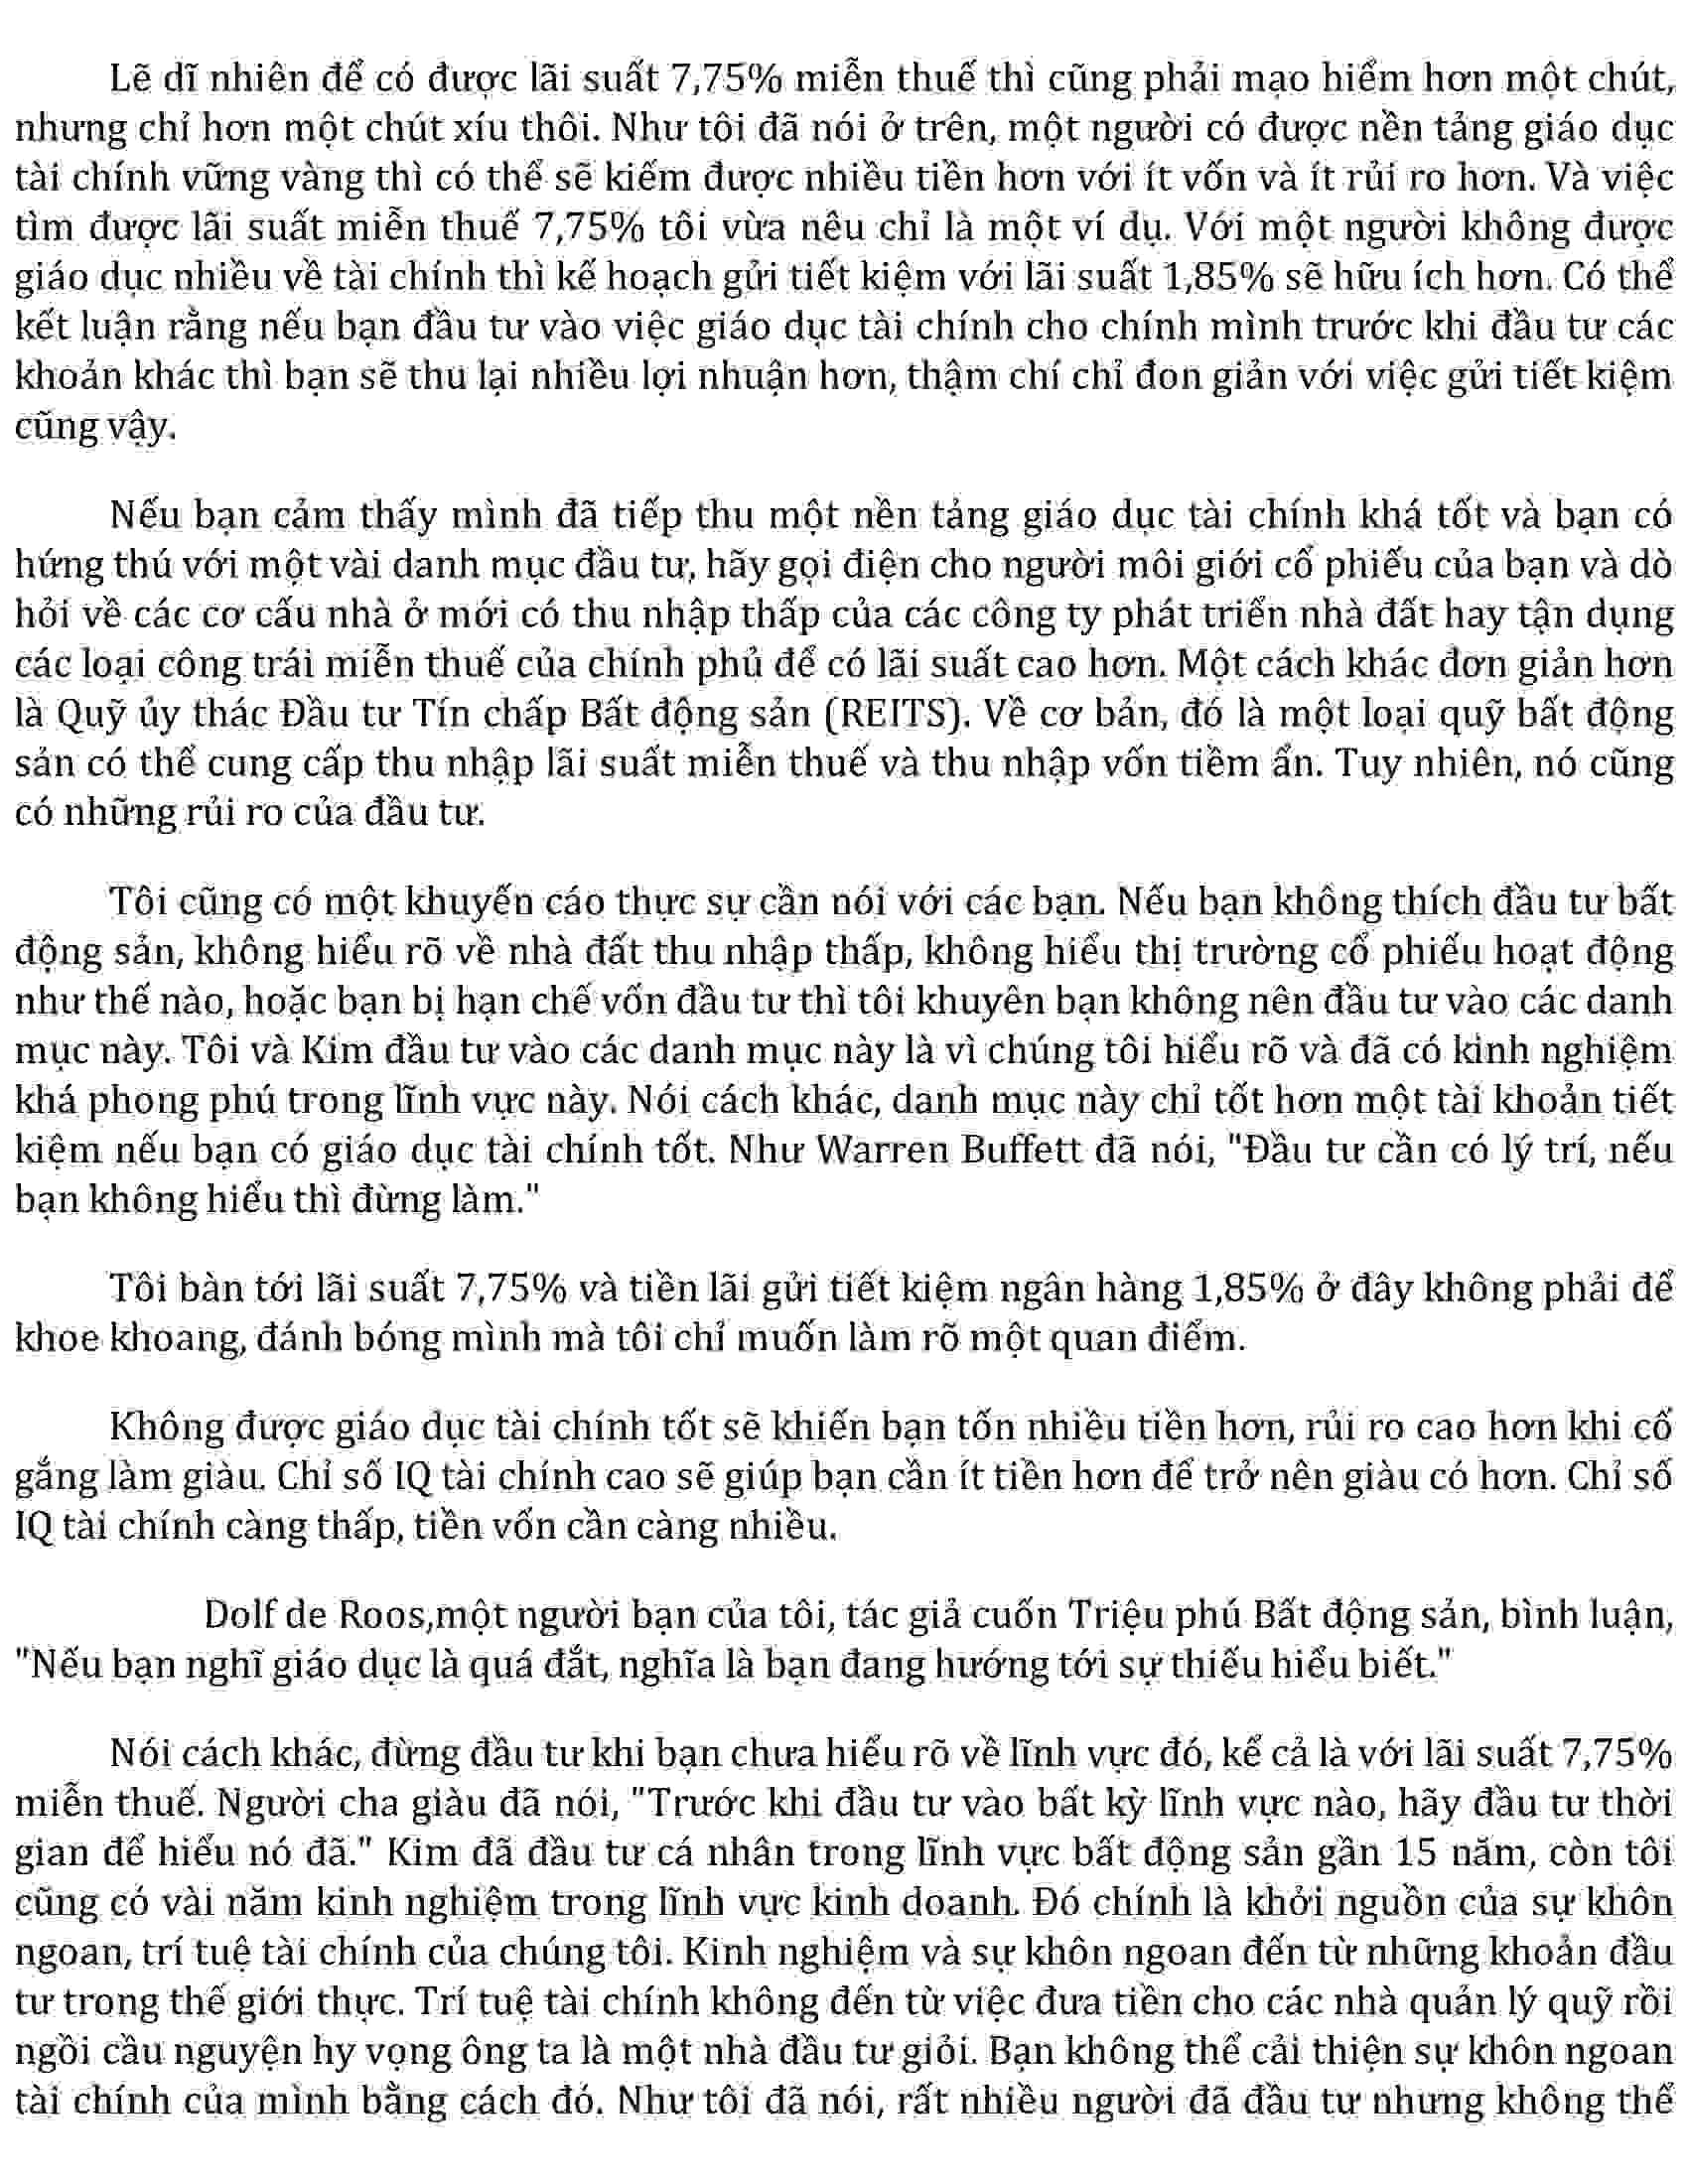 Lẽ dĩ nhiên để có được lãi suất 7,75% miễn thuế thì cũng phải mạo hiểm hơn một chút,
nhưng chỉ hơn một chút xíu thôi. Như tôi đã nói ở trên, một người có được nền tảng giáo dục
tài chính vững vàng thì có thể sẽ kiếm được nhiều tiền hơn với ít vốn và ít rủi ro hơn. Và việc
tìm được lãi suất miễn thuế 7,75% tôi vừa nêu chỉ là một ví dụ. Với một người không được
giáo dục nhiều về tài chính thì kế hoạch gửi tiết kiệm với lãi suất 1,85% sẽ hữu ích hơn. Có thể
kết luận rằng nếu bạn đầu tư vào việc giáo dục tài chính cho chính mình trước khi đầu tư các
khoản khác thì bạn sẽ thu lại nhiều lợi nhuận hơn, thậm chí chỉ đon giản với việc gửi tiết kiệm
cũng vậy.
Nếu bạn cảm thấy mình đã tiếp thu một nền tảng giáo dục tài chính khá tốt và bạn có
hứng thú với một vài danh mục đầu tư, hãy gọi điện cho người môi giới cổ phiếu của bạn và dò
hỏi về các cơ cấu nhà ở mới có thu nhập thấp của các công ty phát triển nhà đất hay tận dụng
các loại công trái miễn thuế của chính phủ để có lãi suất cao hơn. Một cách khác đơn giản hơn
là Quỹ ủy thác Đầu tư Tín chấp Bất động sản (REITS). Về cơ bản, đó là một loại quỹ bất động
sản có thể cung cấp thu nhập lãi suất miễn thuế và thu nhập vốn tiềm ẩn. Tuy nhiên, nó cũng
có những rủi ro của đầu tư.
Tôi cũng có một khuyến cáo thực sự cần nói với các bạn. Nếu bạn không thích đầu tư bất
động sản, không hiểu rõ về nhà đất thu nhập thấp, không hiểu thị trường cổ phiếu hoạt động
như thế nào, hoặc bạn bị hạn chế vốn đầu tư thì tôi khuyên bạn không nên đầu tư vào các danh
mục này. Tôi và Kim đầu tư vào các danh mục này là vì chúng tôi hiểu rõ và đã có kinh nghiệm
khá phong phú trong lĩnh vực này. Nói cách khác, danh mục này chỉ tốt hơn một tài khoản tiết
kiệm nếu bạn có giáo dục tài chính tốt. Như Warren Buffett đã nói, "Đầu tư cần có lý trí, nếu
bạn không hiểu thì đừng làm."
Tôi bàn tới lãi suất 7,75% và tiền lãi gửi tiết kiệm ngân hàng 1,85% ở đây không phải để
khoe khoang, đánh bóng mình mà tôi chỉ muốn làm rõ một quan điểm.
Không được giáo dục tài chính tốt sẽ khiến bạn tốn nhiều tiền hơn, rủi ro cao hơn khi cố
gắng làm giàu. Chỉ số IQ tài chính cao sẽ giúp bạn cần ít tiền hơn để trở nên giàu có hơn. Chỉ số
IQ tài chính càng thấp, tiền vốn cần càng nhiều.
Dolf de Roos,một người bạn của tôi, tác giả cuốn Triệu phú Bất động sản, bình luận,
"Nếu bạn nghĩ giáo dục là quá đắt, nghĩa là bạn đang hướng tới sự thiếu hiểu biết."
Nói cách khác, đừng đầu tư khi bạn chưa hiểu rõ về lĩnh vực đó, kể cả là với lãi suất 7,75%
miễn thuế. Người cha giàu đã nói, "Trước khi đầu tư vào bất kỳ lĩnh vực nào, hãy đầu tư thời
gian để hiểu nó đã." Kim đã đầu tư cá nhân trong lĩnh vực bất động sản gần 15 năm, còn tôi
cũng có vài năm kinh nghiệm trong lĩnh vực kinh doanh. Đó chính là khởi nguồn của sự khôn
ngoan, trí tuệ tài chính của chúng tôi. Kinh nghiệm và sự khôn ngoan đến từ những khoản đầu
tư trong thế giới thực. Trí tuệ tài chính không đến từ việc đưa tiền cho các nhà quản lý quỹ rồi
ngồi cầu nguyện hy vọng ông ta là một nhà đầu tư giỏi. Bạn không thể cải thiện sự khôn ngoan
tài chính của mình bằng cách đó. Như tôi đã nói, rất nhiều người đã đầu tư nhưng không thể